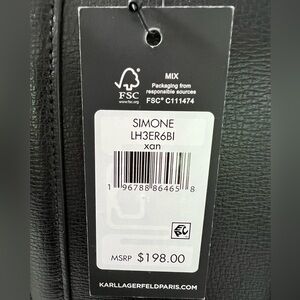 MIX
Packaging from
responsible sources
FSC
www.fsc.org
FSC® C111474
SIMONE
LH3ER6BI
xan
1 96788 86465 8
MSRP $198.00
KARLLAGERFELDPARIS.COM